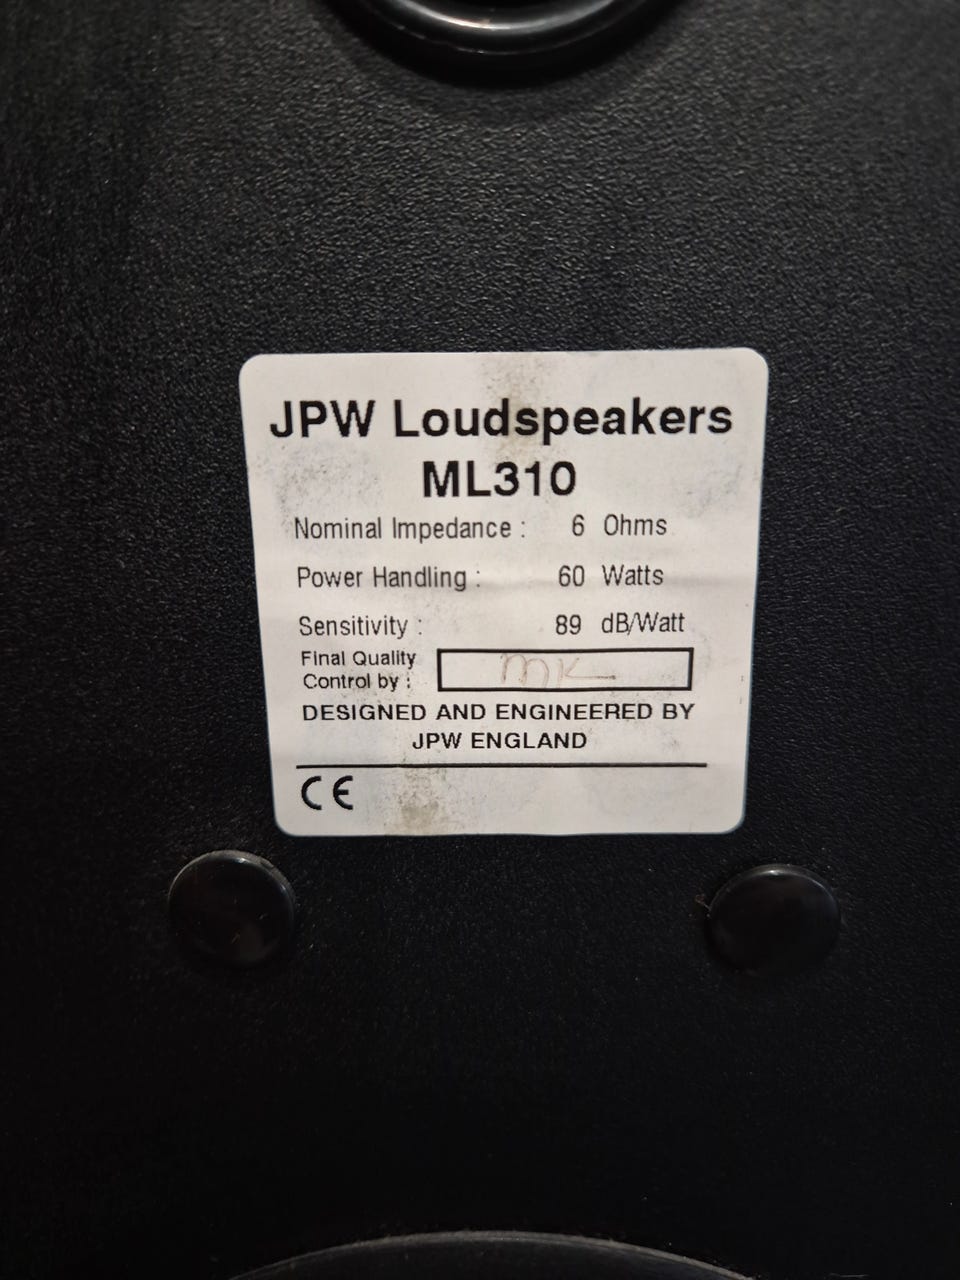 JPW Loudspeakers
ML310
Nominal Impedance : 6 Ohms
Power Handling : 60 Watts
Sensitivity : 89 dB/Watt
Final Quality
Control by : MK
DESIGNED AND ENGINEERED BY
JPW ENGLAND
CE